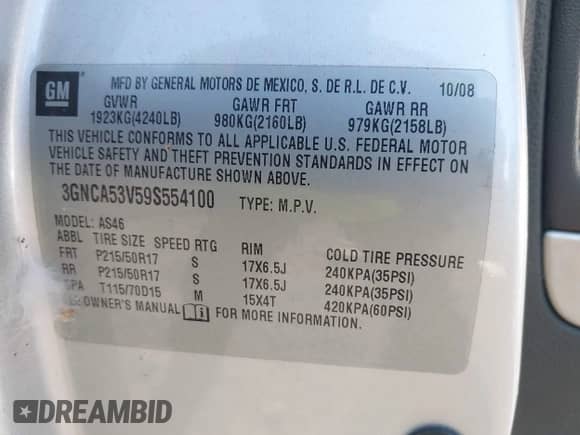 GM
MFD BY GENERAL MOTORS DE MEXICO, S. DE R.L. DE C.V. 10/08
GVWR GAWR FRT GAWR RR
1923KG(4240LB) 980KG(2160LB) 979KG(2158LB)
THIS VEHICLE CONFORMS TO ALL APPLICABLE U.S. FEDERAL MOTOR
VEHICLE SAFETY AND THEFT PREVENTION STANDARDS IN EFFECT ON
THE DATE OF MANUFACTURE SHOWN ABOVE.
3GNCA53V59S554100 TYPE: M.P.V.
MODEL: AS46
ABBL TIRE SIZE SPEED RTG RIM COLD TIRE PRESSURE
FRT P215/50R17 S 17X6.5J 240KPA(35PSI)
RR P215/50R17 S 17X6.5J 240KPA(35PSI)
SPA T115/70D15 M 15X4T 420KPA(60PSI)
OWNER'S MANUAL FOR MORE INFORMATION.
DREAMBID